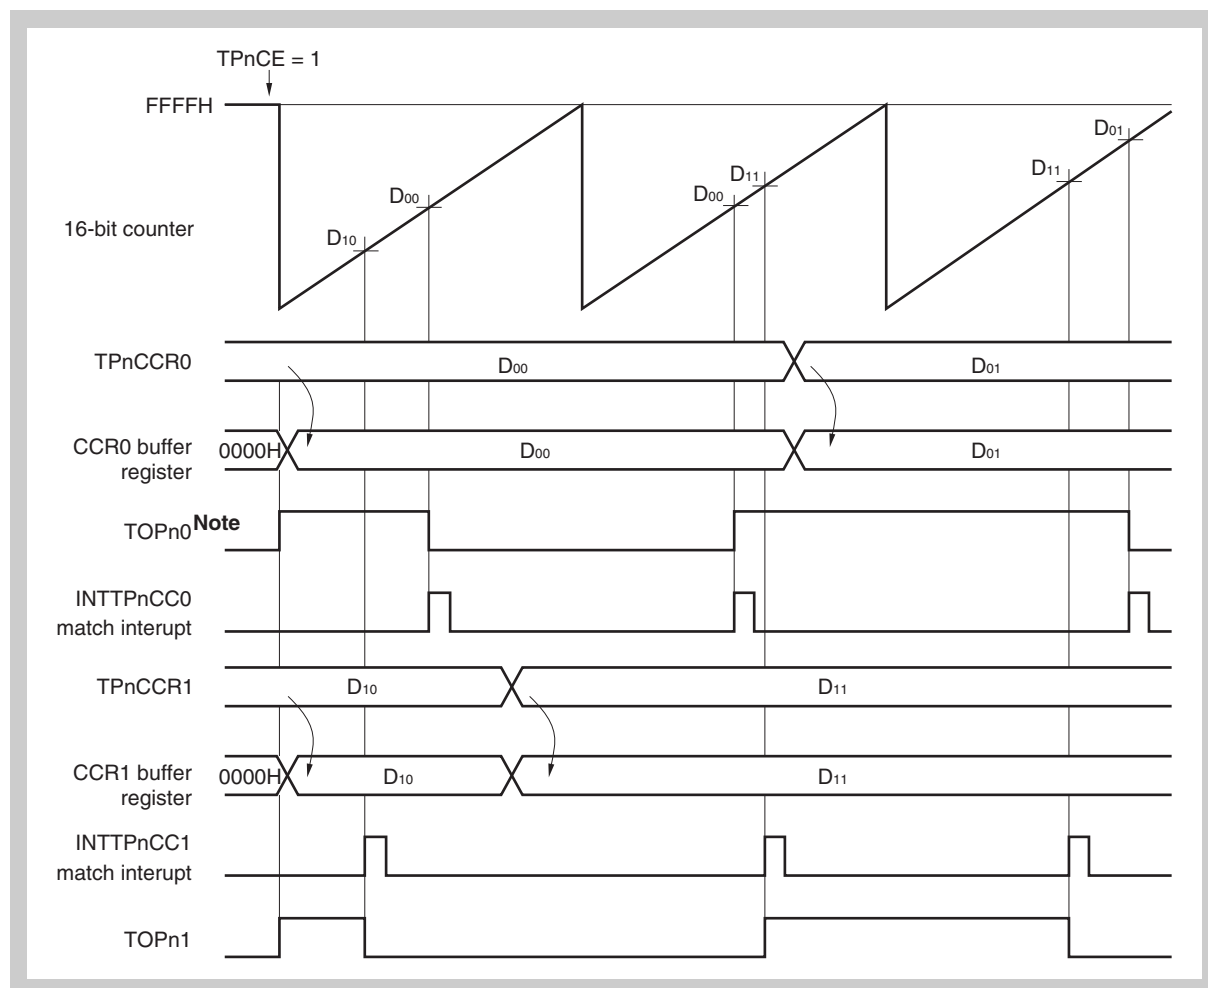 TPnCE = 1
FFFFH
D01
D11
D11
D00
D00
D10
16-bit counter
TPnCCR0
D00
D01
CCR0 buffer
register
0000H
D00
D01
TOPn0Note
INTTPnCC0
match interupt
TPnCCR1
D10
D11
CCR1 buffer
register
0000H
D10
D11
INTTPnCC1
match interupt
TOPn1